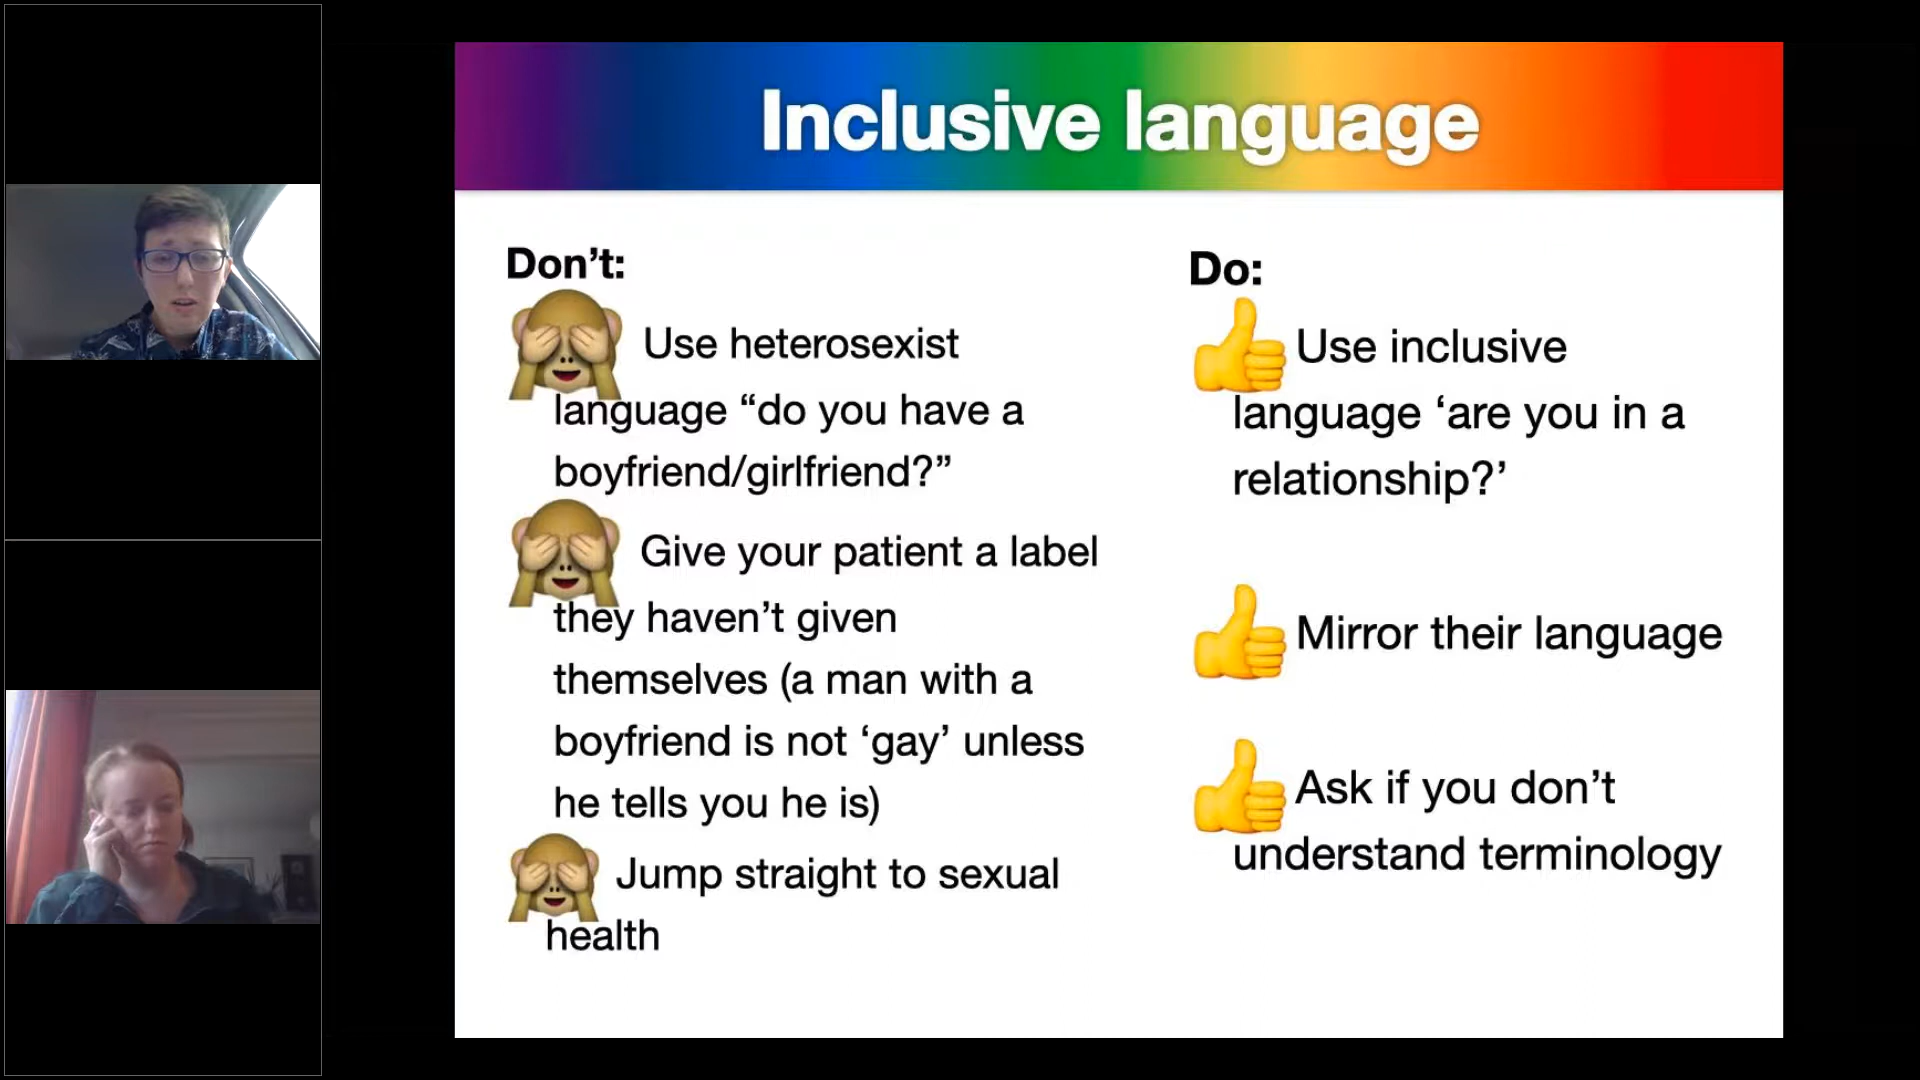 Inclusive language
Don’t:
Use heterosexist
language “do you have a
boyfriend/girlfriend?”
Give your patient a label
they haven’t given
themselves (a man with a
boyfriend is not ‘gay’ unless
he tells you he is)
Jump straight to sexual
health
Do:
Use inclusive
language ‘are you in a
relationship?’
Mirror their language
Ask if you don’t
understand terminology